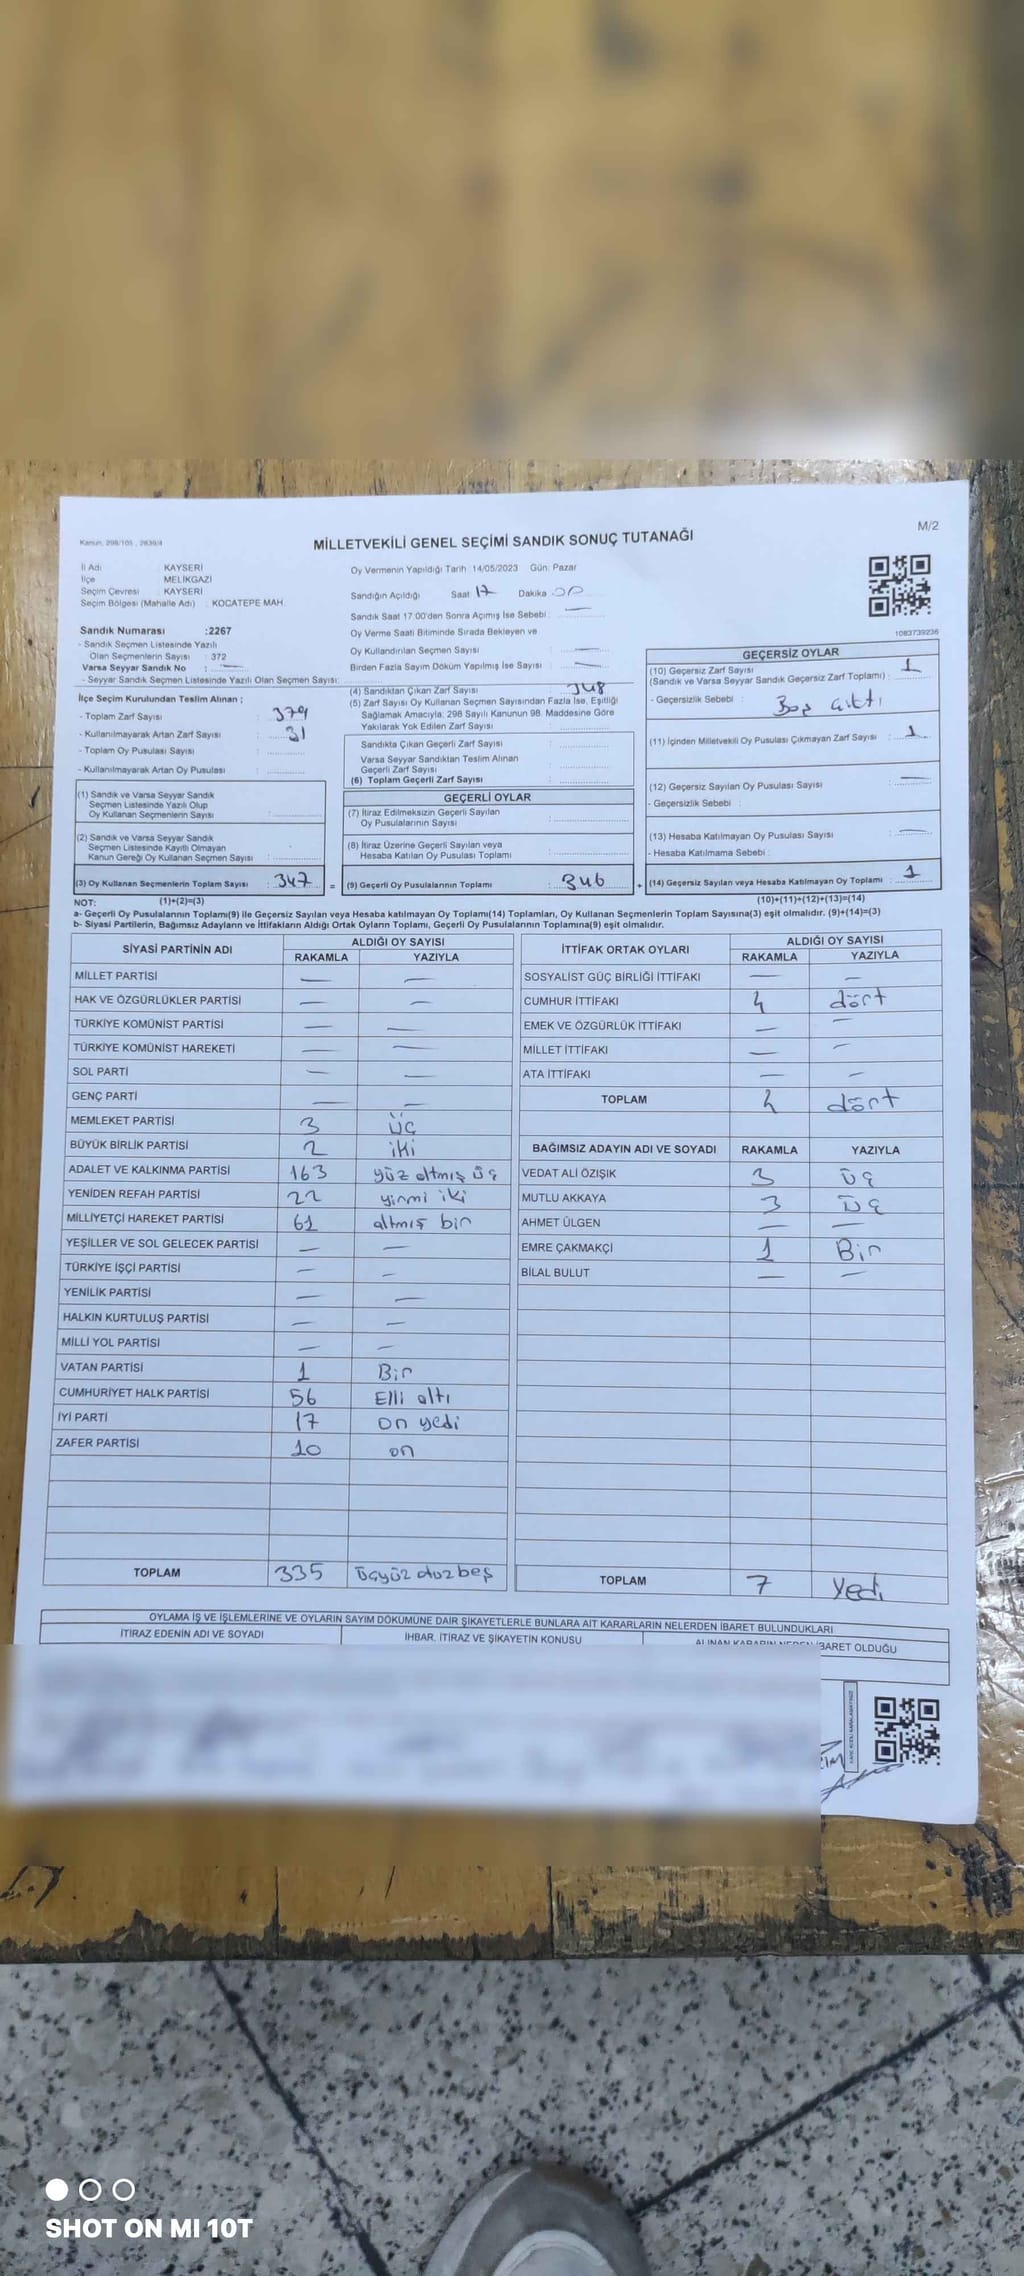 Kanun, 298/105 , 2839/4
MİLLETVEKİLİ GENEL SEÇİMİ SANDIK SONUÇ TUTANAĞI
M/2
İl Adı KAYSERİ
İlçe MELİKGAZİ
Seçim Çevresi : KAYSERİ
Seçim Bölgesi (Mahalle Adı) : KOCATEPE MAH.
Oy Vermenin Yapıldığı Tarih :14/05/2023 Gün: Pazar
Sandığın Açıldığı Saat 17 Dakika
Sandık Saat 17:00'den Sonra Açımış İse Sebebi : —
Oy Verme Saati Bitiminde Sırada Bekleyen ve
Oy Kullandırılan Seçmen Sayısı : —
Birden Fazla Sayım Döküm Yapılmış İse Sayısı : —
1083739236
Sandık Numarası :2267
- Sandık Seçmen Listesinde Yazılı
Olan Seçmenlerin Sayısı : 372
Varsa Seyyar Sandık No : —
- Seyyar Sandık Seçmen Listesinde Yazılı Olan Seçmen Sayısı:
İlçe Seçim Kurulundan Teslim Alınan ;
- Toplam Zarf Sayısı : 379
- Kullanılmayarak Artan Zarf Sayısı : 31
- Toplam Oy Pusulası Sayısı :
- Kullanılmayarak Artan Oy Pusulası :
(1) Sandık ve Varsa Seyyar Sandık
Seçmen Listesinde Yazılı Olup
Oy Kullanan Seçmenlerin Sayısı :
(2) Sandık ve Varsa Seyyar Sandık
Seçmen Listesinde Kayıtlı Olmayan
Kanun Gereği Oy Kullanan Seçmen Sayısı :
(3) Oy Kullanan Seçmenlerin Toplam Sayısı : 347 =
(4) Sandıktan Çıkan Zarf Sayısı 348
(5) Zarf Sayısı Oy Kullanan Seçmen Sayısından Fazla İse, Eşitliği
Sağlamak Amacıyla; 298 Sayılı Kanunun 98. Maddesine Göre
Yakılarak Yok Edilen Zarf Sayısı :
Sandıkta Çıkan Geçerli Zarf Sayısı :
Varsa Seyyar Sandıktan Teslim Alınan
Geçerli Zarf Sayısı :
(6) Toplam Geçerli Zarf Sayısı :
GEÇERLİ OYLAR
(7) İtiraz Edilmeksizin Geçerli Sayılan
Oy Pusulalarının Sayısı :
(8) İtiraz Üzerine Geçerli Sayılan veya
Hesaba Katılan Oy Pusulası Toplamı :
(9) Geçerli Oy Pusulalarının Toplamı : 346 +
GEÇERSİZ OYLAR
(10) Geçersiz Zarf Sayısı 1
(Sandık ve Varsa Seyyar Sandık Geçersiz Zarf Toplamı) :
- Geçersizlik Sebebi : Boş çıktı
(11) İçinden Milletvekili Oy Pusulası Çıkmayan Zarf Sayısı : 1
(12) Geçersiz Sayılan Oy Pusulası Sayısı : —
- Geçersizlik Sebebi :
(13) Hesaba Katılmayan Oy Pusulası Sayısı : —
- Hesaba Katılmama Sebebi :
(14) Geçersiz Sayılan veya Hesaba Katılmayan Oy Toplamı : 1
NOT: (1)+(2)=(3) (10)+(11)+(12)+(13)=(14)
a- Geçerli Oy Pusulalarının Toplamı(9) ile Geçersiz Sayılan veya Hesaba katılmayan Oy Toplamı(14) Toplamları, Oy Kullanan Seçmenlerin Toplam Sayısına(3) eşit olmalıdır. (9)+(14)=(3)
b- Siyasi Partilerin, Bağımsız Adayların ve İttifakların Aldığı Ortak Oyların Toplamı, Geçerli Oy Pusulalarının Toplamına(9) eşit olmalıdır.
SİYASİ PARTİNİN ADI ALDIĞI OY SAYISI
RAKAMLA YAZIYLA
MİLLET PARTİSİ — —
HAK VE ÖZGÜRLÜKLER PARTİSİ — —
TÜRKİYE KOMÜNİST PARTİSİ — —
TÜRKİYE KOMÜNİST HAREKETİ — —
SOL PARTİ — —
GENÇ PARTİ — —
MEMLEKET PARTİSİ 3 üç
BÜYÜK BİRLİK PARTİSİ 2 iki
ADALET VE KALKINMA PARTİSİ 163 yüz altmış üç
YENİDEN REFAH PARTİSİ 22 yirmi iki
MİLLİYETÇİ HAREKET PARTİSİ 61 altmış bir
YEŞİLLER VE SOL GELECEK PARTİSİ — —
TÜRKİYE İŞÇİ PARTİSİ — —
YENİLİK PARTİSİ — —
HALKIN KURTULUŞ PARTİSİ — —
MİLLİ YOL PARTİSİ — —
VATAN PARTİSİ 1 Bir
CUMHURİYET HALK PARTİSİ 56 Elli altı
İYİ PARTİ 17 on yedi
ZAFER PARTİSİ 10 on
TOPLAM 335 üçyüz otuzbeş
İTTİFAK ORTAK OYLARI ALDIĞI OY SAYISI
RAKAMLA YAZIYLA
SOSYALİST GÜÇ BİRLİĞİ İTTİFAKI — —
CUMHUR İTTİFAKI 4 dört
EMEK VE ÖZGÜRLÜK İTTİFAKI — —
MİLLET İTTİFAKI — —
ATA İTTİFAKI — —
TOPLAM 4 dört
BAĞIMSIZ ADAYIN ADI VE SOYADI RAKAMLA YAZIYLA
VEDAT ALİ ÖZIŞIK 3 üç
MUTLU AKKAYA 3 üç
AHMET ÜLGEN — —
EMRE ÇAKMAKÇİ 1 Bir
BİLAL BULUT — —
TOPLAM 7 yedi
OYLAMA İŞ VE İŞLEMLERİNE VE OYLARIN SAYIM DÖKÜMÜNE DAİR ŞİKAYETLERLE BUNLARA AİT KARARLARIN NELERDEN İBARET BULUNDUKLARI
İTİRAZ EDENİN ADI VE SOYADI İHBAR, İTİRAZ VE ŞİKAYETİN KONUSU ALINAN KARARIN NEDEN İBARET OLDUĞU
SHOT ON MI 10T